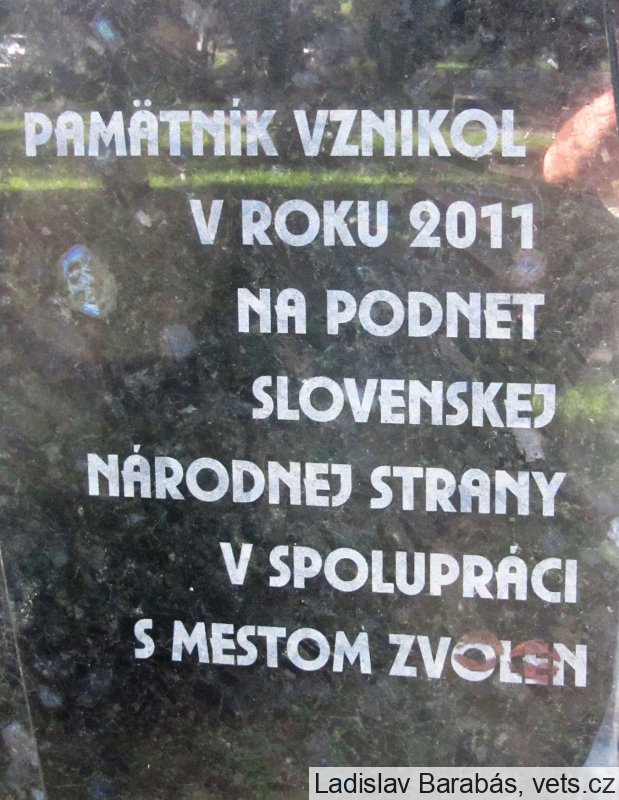 PAMÄTNÍK VZNIKOL
V ROKU 2011
NA PODNET
SLOVENSKEJ
NÁRODNEJ STRANY
V SPOLUPRÁCI
S MESTOM ZVOLEN
Ladislav Barabás, vets.cz